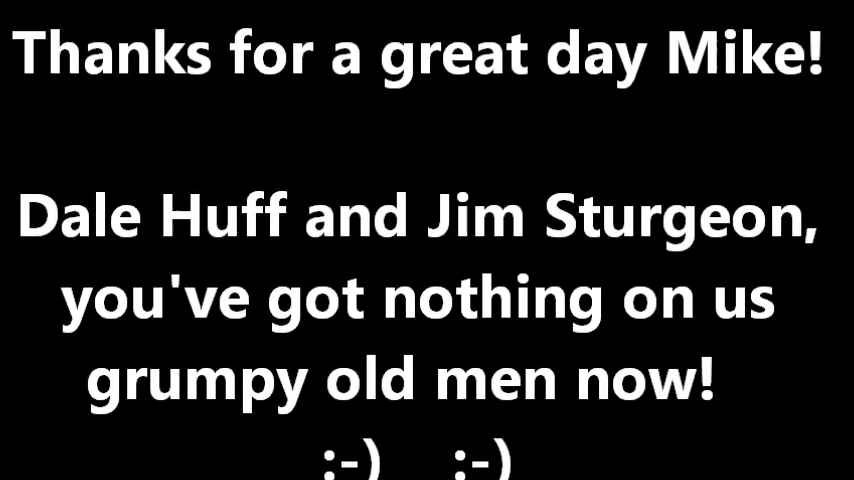 Thanks for a great day Mike!
Dale Huff and Jim Sturgeon,
you've got nothing on us
grumpy old men now!
:-) :-)